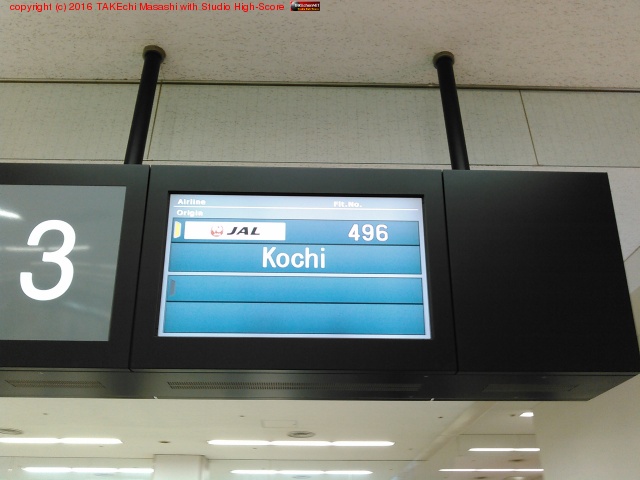 copyright (c) 2016 TAKEchi Masashi with Studio High-Score
3
Airline Flt.No.
Origin
JAL 496
Kochi